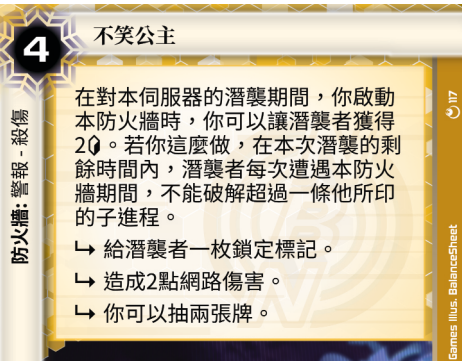 4
不笑公主
在對本伺服器的潛襲期間，你啟動
本防火牆時，你可以讓潛襲者獲得
2。若你這麼做，在本次潛襲的剩
餘時間內，潛襲者每次遭遇本防火
牆期間，不能破解超過一條他所印
的子進程。
↳ 給潛襲者一枚鎖定標記。
↳ 造成2點網路傷害。
↳ 你可以抽兩張牌。
防火牆: 警報 - 殺傷
117
Games Illus. BalanceSheet